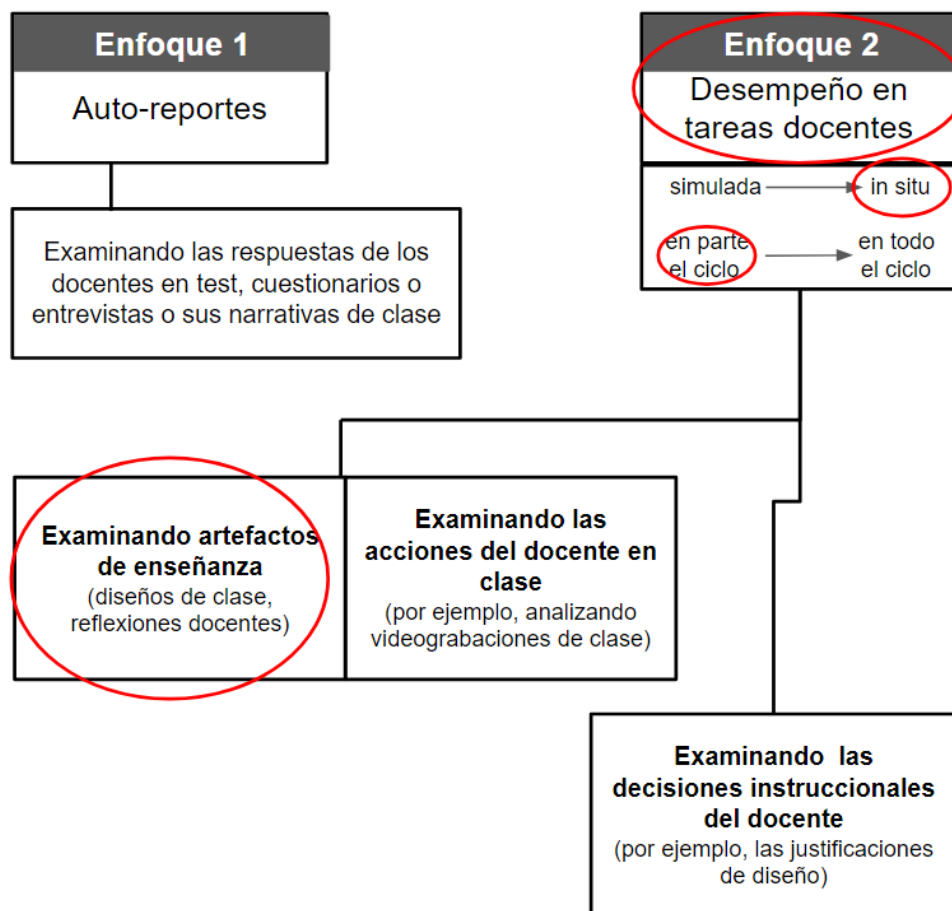 Enfoque 1
Auto-reportes
Examinando las respuestas de los
docentes en test, cuestionarios o
entrevistas o sus narrativas de clase
Enfoque 2
Desempeño en
tareas docentes
simulada
in situ
en parte
el ciclo
en todo
el ciclo
Examinando artefactos
de enseñanza
(diseños de clase,
reflexiones docentes)
Examinando las
acciones del docente en
clase
(por ejemplo, analizando
videograbaciones de clase)
Examinando las
decisiones instruccionales
del docente
(por ejemplo, las justificaciones
de diseño)